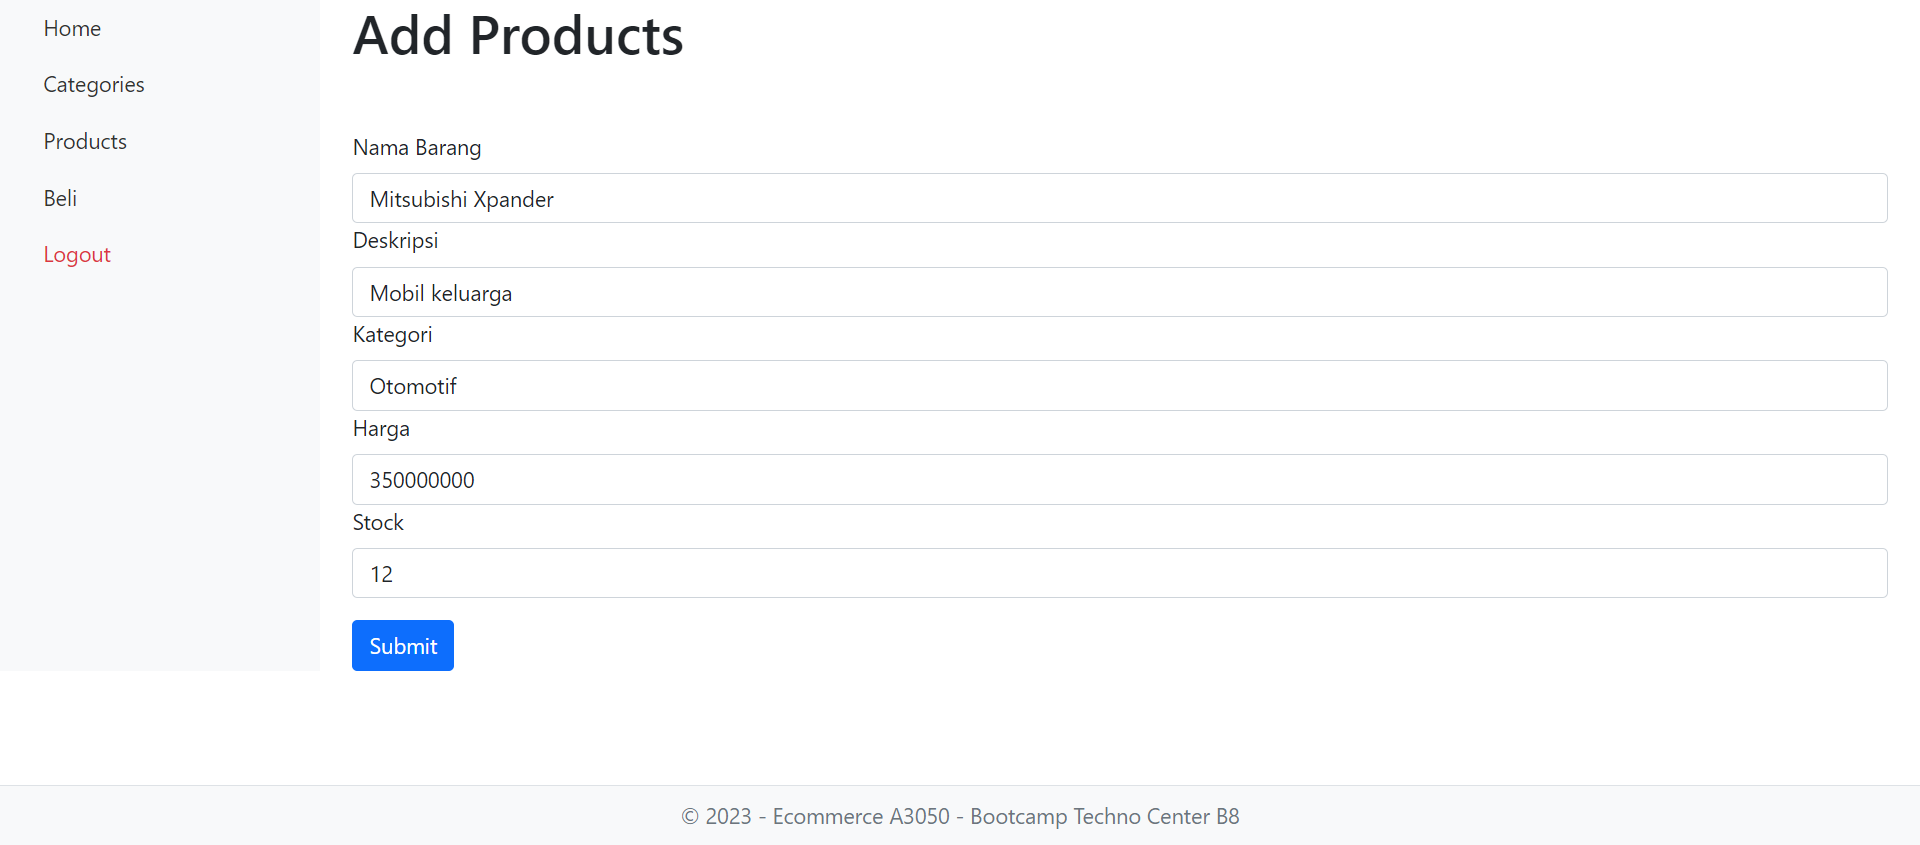 Home
Categories
Products
Beli
Logout
Add Products
Nama Barang
Mitsubishi Xpander
Deskripsi
Mobil keluarga
Kategori
Otomotif
Harga
350000000
Stock
12
Submit
© 2023 - Ecommerce A3050 - Bootcamp Techno Center B8